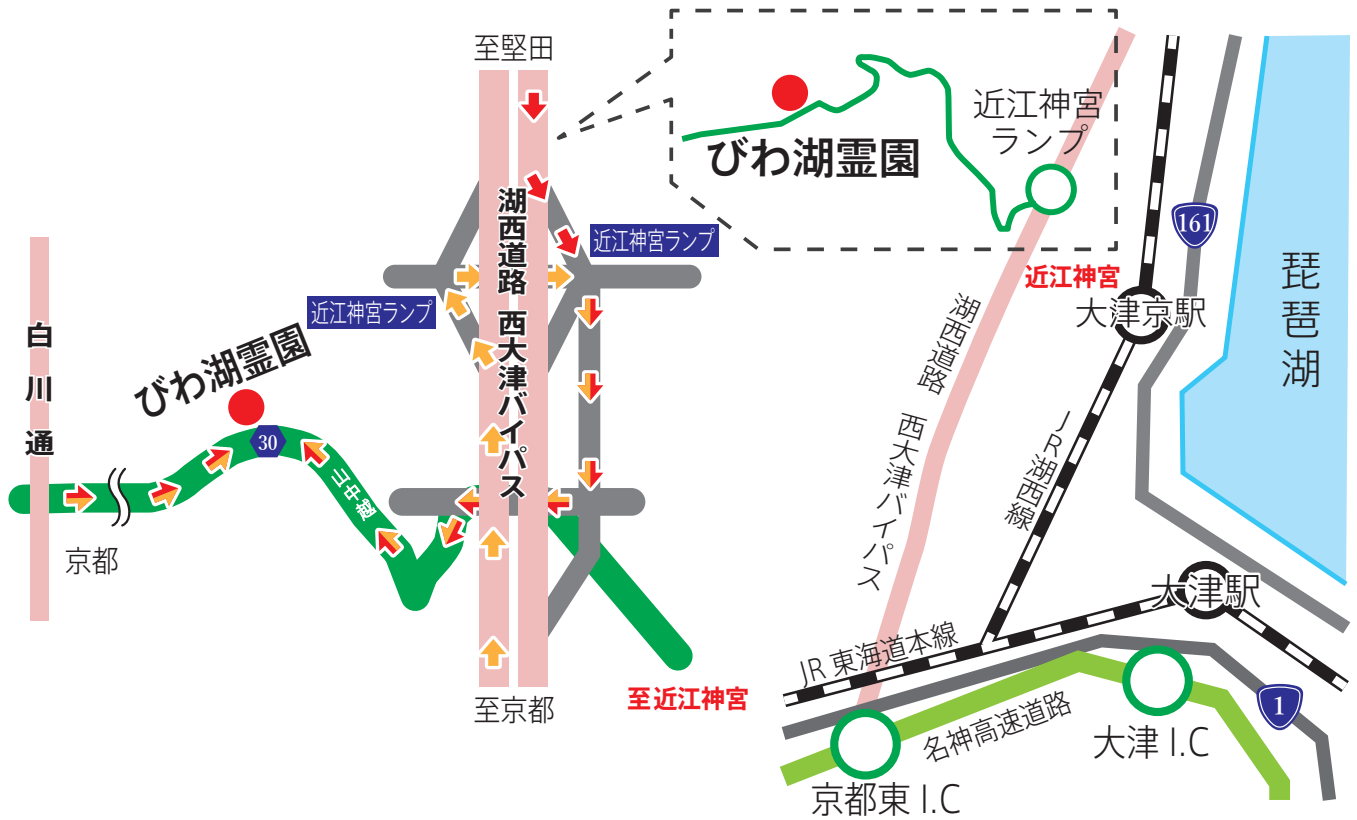 至堅田
近江神宮
ランプ
びわ湖霊園
161
湖西道路 西大津バイパス
近江神宮ランプ
近江神宮
琵琶湖
近江神宮ランプ
大津京駅
白川通
びわ湖霊園
湖西道路 西大津バイパス
JR湖西線
30
山中越
京都
大津駅
JR東海道本線
至近江神宮
至京都
1
名神高速道路
大津 I.C
京都東 I.C